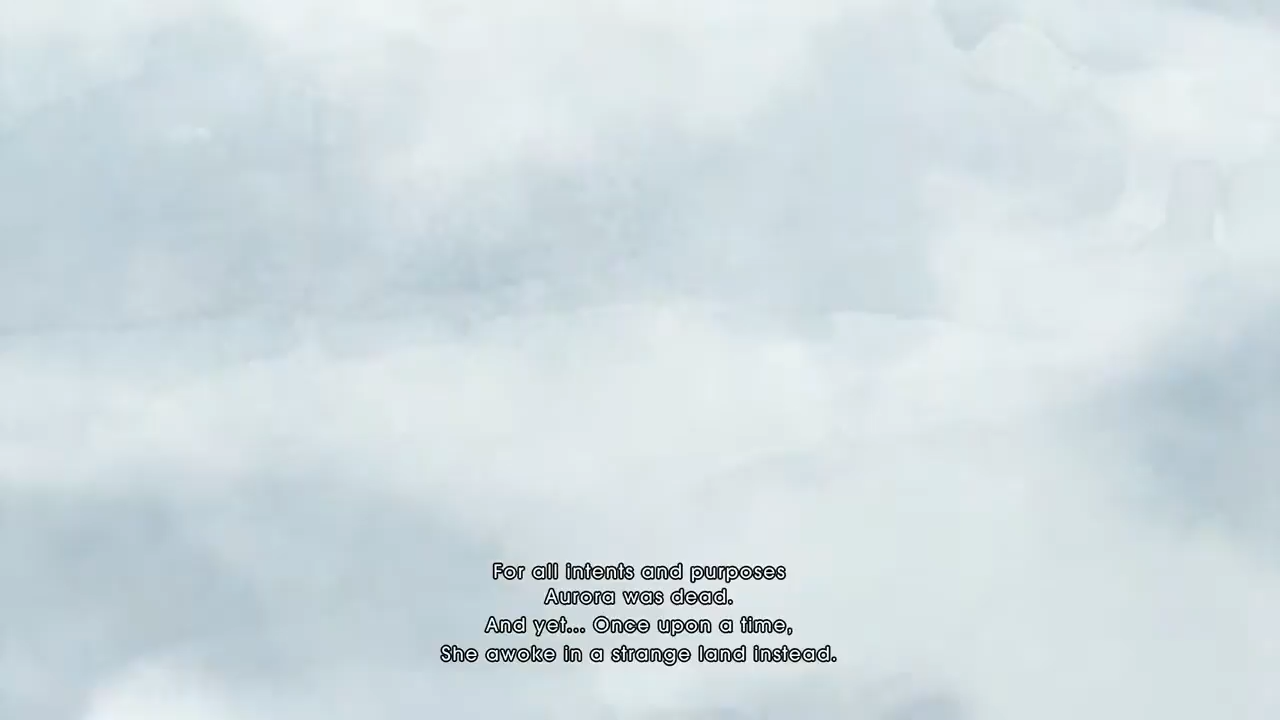 For all intents and purposes
Aurora was dead.
And yet... Once upon a time,
She awoke in a strange land instead.